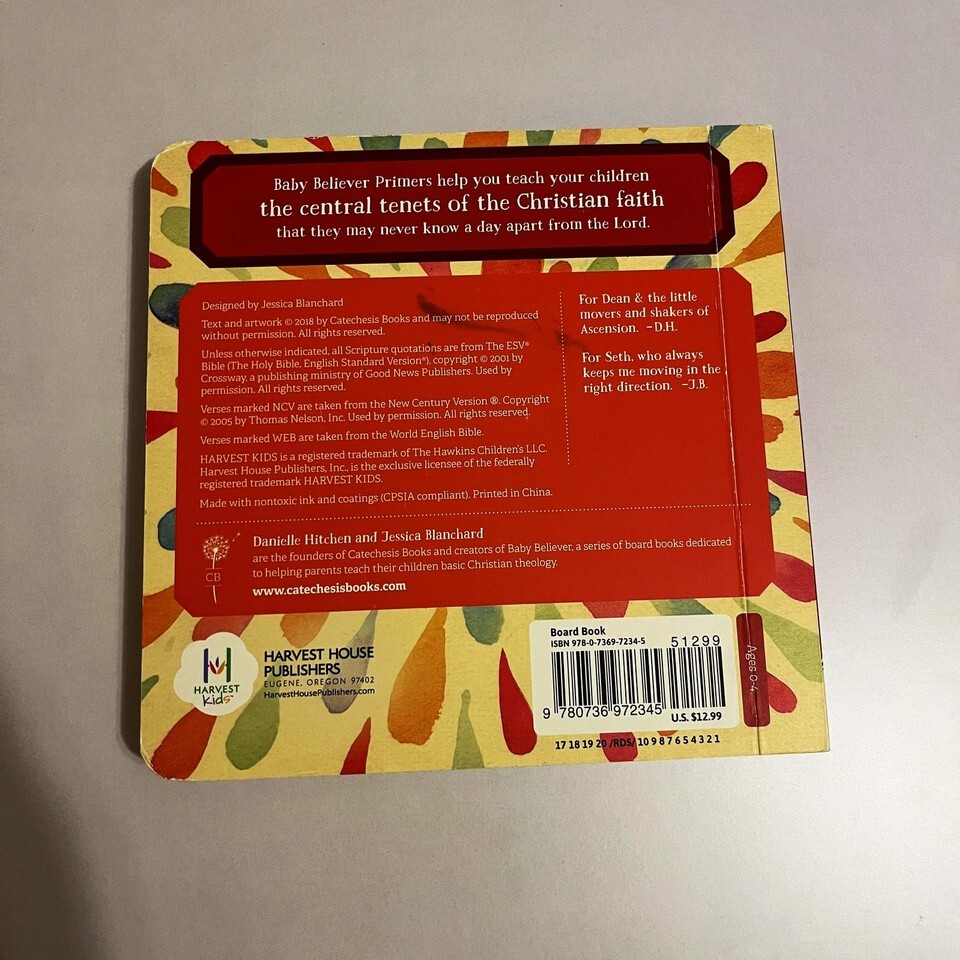 Baby Believer Primers help you teach your children
the central tenets of the Christian faith
that they may never know a day apart from the Lord.
Designed by Jessica Blanchard
Text and artwork © 2018 by Catechesis Books and may not be reproduced
without permission. All rights reserved.
Unless otherwise indicated, all Scripture quotations are from The ESV®
Bible (The Holy Bible, English Standard Version®), copyright © 2001 by
Crossway, a publishing ministry of Good News Publishers. Used by
permission. All rights reserved.
Verses marked NCV are taken from the New Century Version ®. Copyright
© 2005 by Thomas Nelson, Inc. Used by permission. All rights reserved.
Verses marked WEB are taken from the World English Bible.
HARVEST KIDS is a registered trademark of The Hawkins Children's LLC.
Harvest House Publishers, Inc., is the exclusive licensee of the federally
registered trademark HARVEST KIDS.
Made with nontoxic ink and coatings (CPSIA compliant). Printed in China.
For Dean & the little
movers and shakers of
Ascension. –D.H.
For Seth, who always
keeps me moving in the
right direction. –J.B.
CB
Danielle Hitchen and Jessica Blanchard
are the founders of Catechesis Books and creators of Baby Believer, a series of board books dedicated
to helping parents teach their children basic Christian theology.
www.catechesisbooks.com
H
HARVEST
kids™
HARVEST HOUSE
PUBLISHERS
EUGENE, OREGON 97402
HarvestHousePublishers.com
Board Book
ISBN 978-0-7369-7234-5
51299
9 780736 972345
U.S. $12.99
Ages 0-4
17 18 19 20 /RDS/ 10 9 8 7 6 5 4 3 2 1